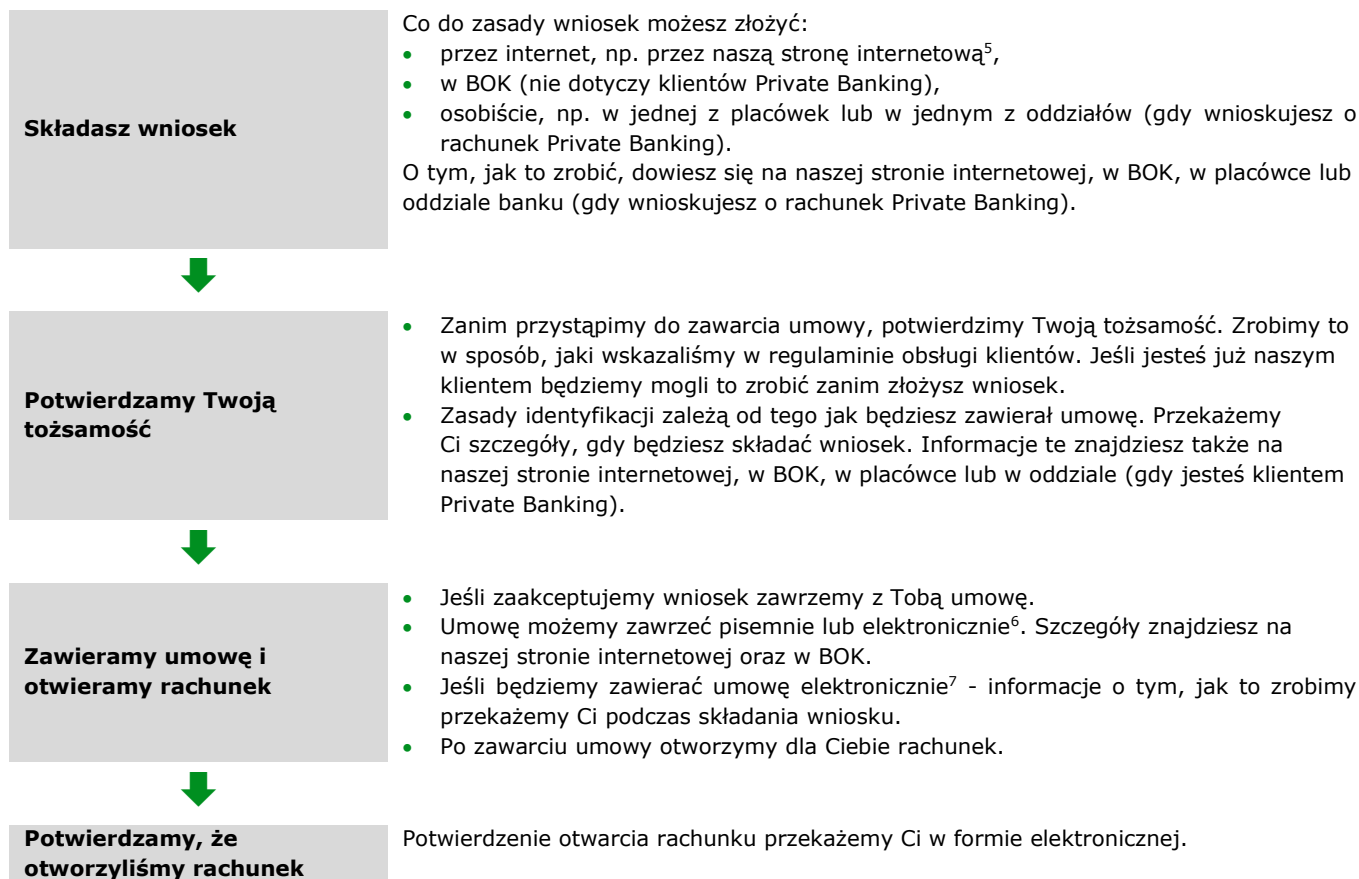 Składasz wniosek
Co do zasady wniosek możesz złożyć:
• przez internet, np. przez naszą stronę internetową⁵,
• w BOK (nie dotyczy klientów Private Banking),
• osobiście, np. w jednej z placówek lub w jednym z oddziałów (gdy wnioskujesz o
rachunek Private Banking).
O tym, jak to zrobić, dowiesz się na naszej stronie internetowej, w BOK, w placówce lub
oddziale banku (gdy wnioskujesz o rachunek Private Banking).
Potwierdzamy Twoją
tożsamość
• Zanim przystąpimy do zawarcia umowy, potwierdzimy Twoją tożsamość. Zrobimy to
w sposób, jaki wskazaliśmy w regulaminie obsługi klientów. Jeśli jesteś już naszym
klientem będziemy mogli to zrobić zanim złożysz wniosek.
• Zasady identyfikacji zależą od tego jak będziesz zawierał umowę. Przekażemy
Ci szczegóły, gdy będziesz składać wniosek. Informacje te znajdziesz także na
naszej stronie internetowej, w BOK, w placówce lub w oddziale (gdy jesteś klientem
Private Banking).
Zawieramy umowę i
otwieramy rachunek
• Jeśli zaakceptujemy wniosek zawrzemy z Tobą umowę.
• Umowę możemy zawrzeć pisemnie lub elektronicznie⁶. Szczegóły znajdziesz na
naszej stronie internetowej oraz w BOK.
• Jeśli będziemy zawierać umowę elektronicznie⁷ - informacje o tym, jak to zrobimy
przekażemy Ci podczas składania wniosku.
• Po zawarciu umowy otworzymy dla Ciebie rachunek.
Potwierdzamy, że
otworzyliśmy rachunek
Potwierdzenie otwarcia rachunku przekażemy Ci w formie elektronicznej.